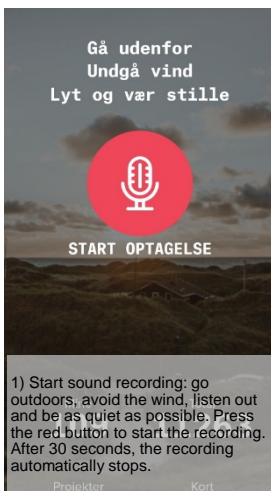 Gå udenfor
Undgå vind
Lyt og vær stille
START OPTAGELSE
1) Start sound recording: go
outdoors, avoid the wind, listen out
and be as quiet as possible. Press
the red button to start the recording.
After 30 seconds, the recording
automatically stops.
Projekter Kort